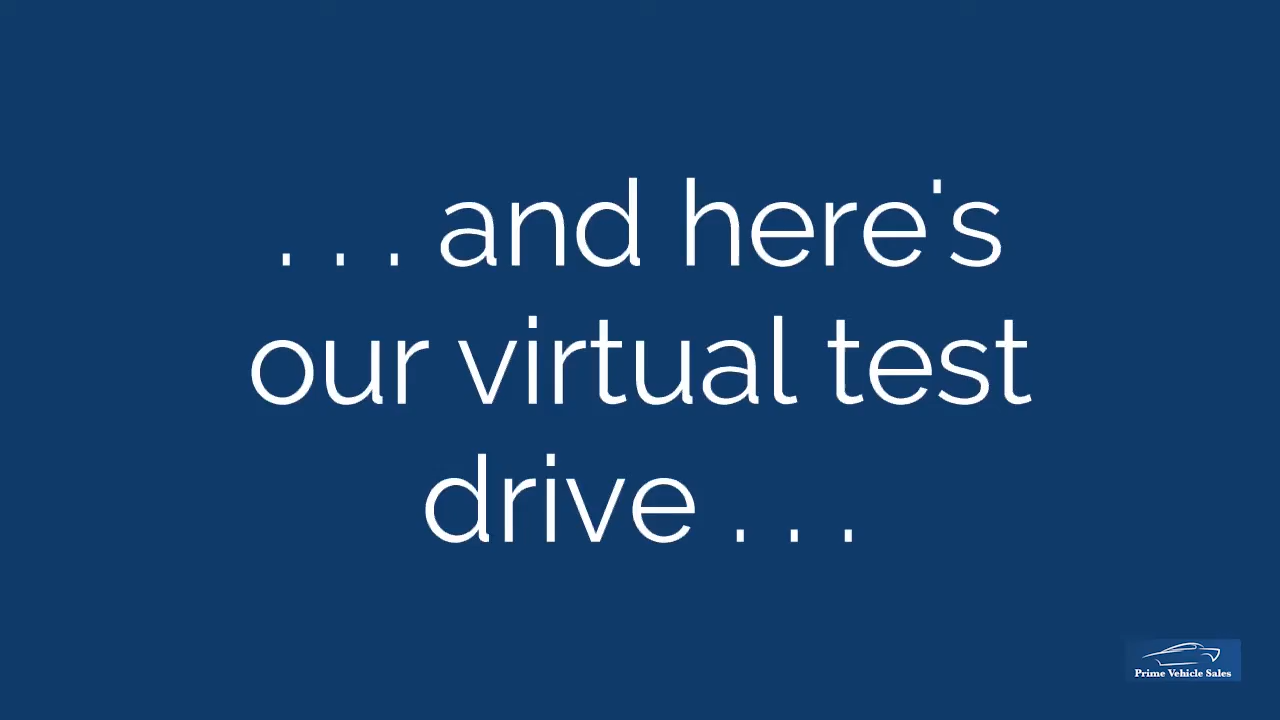 . . . and here's
our virtual test
drive . . .
Prime Vehicle Sales